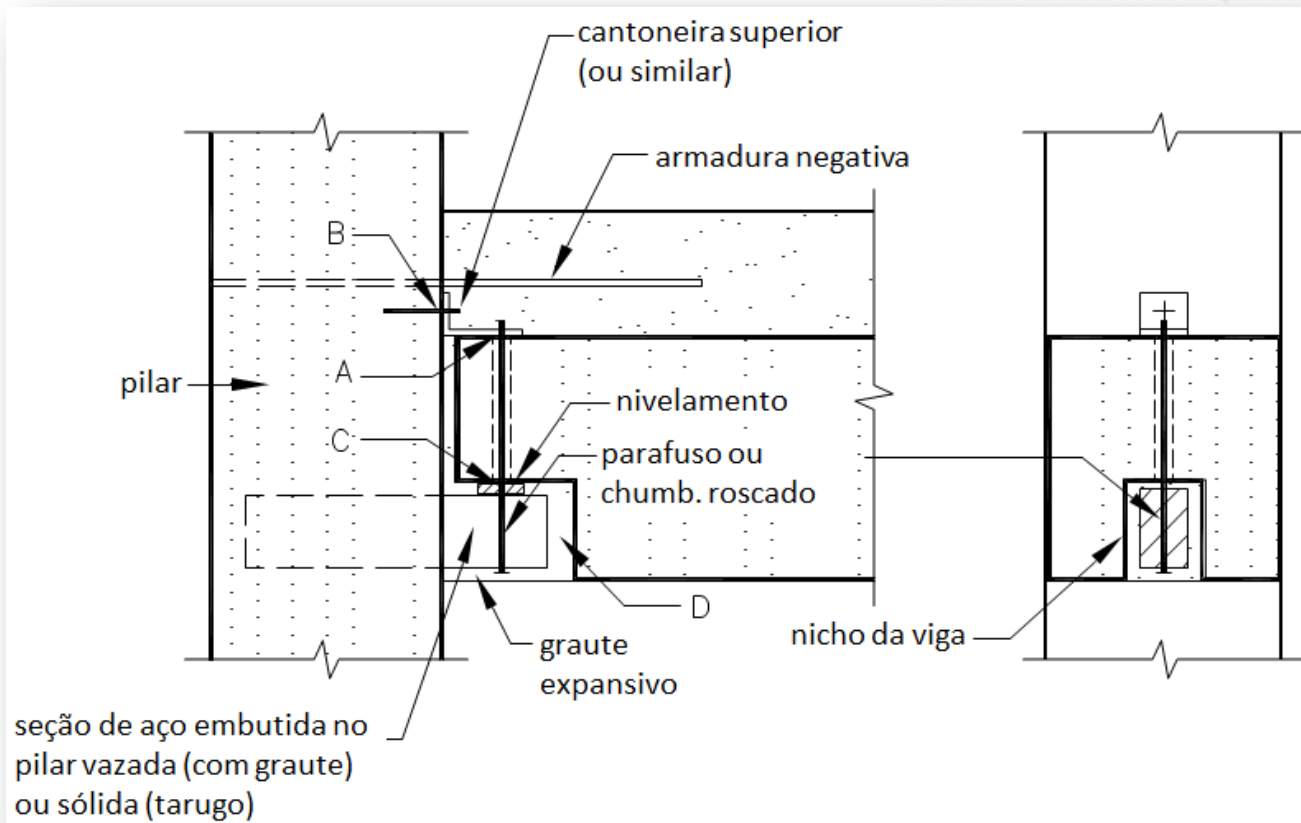 cantoneira superior
(ou similar)
armadura negativa
B
pilar
A
nivelamento
C
parafuso ou
chumb. roscado
D
nicho da viga
graute
expansivo
seção de aço embutida no
pilar vazada (com graute)
ou sólida (tarugo)